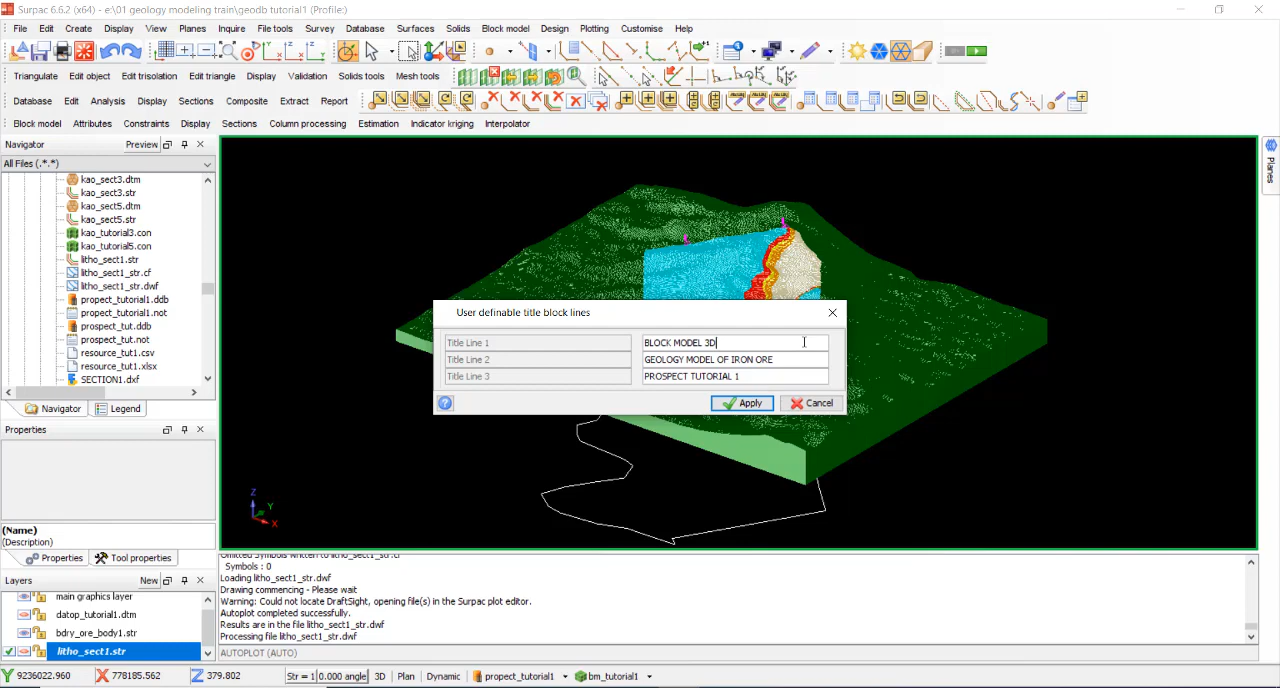 Surpac 6.6.2 (x64) - e:\01 geology modeling train\geodb tutorial1 (Profile:)
File Edit Create Display View Planes Inquire File tools Survey Database Surfaces Solids Block model Design Plotting Customise Help
Triangulate Edit object Edit trisolation Edit triangle Display Validation Solids tools Mesh tools
Database Edit Analysis Display Sections Composite Extract Report
Block model Attributes Constraints Display Sections Column processing Estimation Indicator kriging Interpolator
Navigator Preview
All Files (.*.*)
kao_sect3.dtm
kao_sect3.str
kao_sect5.dtm
kao_sect5.str
kao_tutorial3.con
kao_tutorial5.con
litho_sect1.str
litho_sect1_str.cf
litho_sect1_str.dwf
propect_tutorial1.ddb
propect_tutorial1.not
prospect_tut.ddb
prospect_tut.not
resource_tut1.csv
resource_tut1.xlsx
SECTION1.dxf
Navigator Legend
Properties
(Name)
(Description)
Properties Tool properties
Layers New
main graphics layer
datop_tutorial1.dtm
bdry_ore_body1.str
litho_sect1.str
Planes
User definable title block lines
Title Line 1 BLOCK MODEL 3D
Title Line 2 GEOLOGY MODEL OF IRON ORE
Title Line 3 PROSPECT TUTORIAL 1
Apply Cancel
Z
Y
X
Omitted Symbols written to litho_sect1_str.cf
Symbols : 0
Loading litho_sect1_str.dwf
Drawing commencing - Please wait
Warning: Could not locate DraftSight, opening file(s) in the Surpac plot editor.
Autoplot completed successfully.
Results are in the file litho_sect1_str.dwf
Processing file litho_sect1_str.dwf
AUTOPLOT (AUTO)
Y 9236022.960 X 778185.562 Z 379.802 Str = 1 0.000 angle 3D Plan Dynamic propect_tutorial1 bm_tutorial1